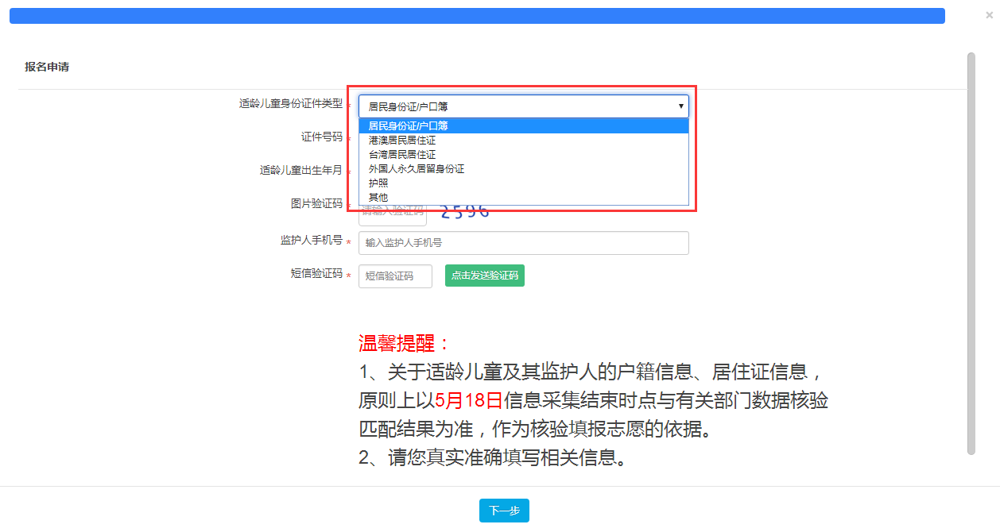 ×
报名申请
适龄儿童身份证件类型 * 居民身份证/户口簿 ▼
居民身份证/户口簿
证件号码 * 港澳居民居住证
台湾居民居住证
适龄儿童出生年月 * 外国人永久居留身份证
护照
其他
图片验证码 * 请输入验证码 2596
监护人手机号 * 输入监护人手机号
短信验证码 * 短信验证码 点击发送验证码
温馨提醒：
1、关于适龄儿童及其监护人的户籍信息、居住证信息，
原则上以5月18日信息采集结束时点与有关部门数据核验
匹配结果为准，作为核验填报志愿的依据。
2、请您真实准确填写相关信息。
下一步